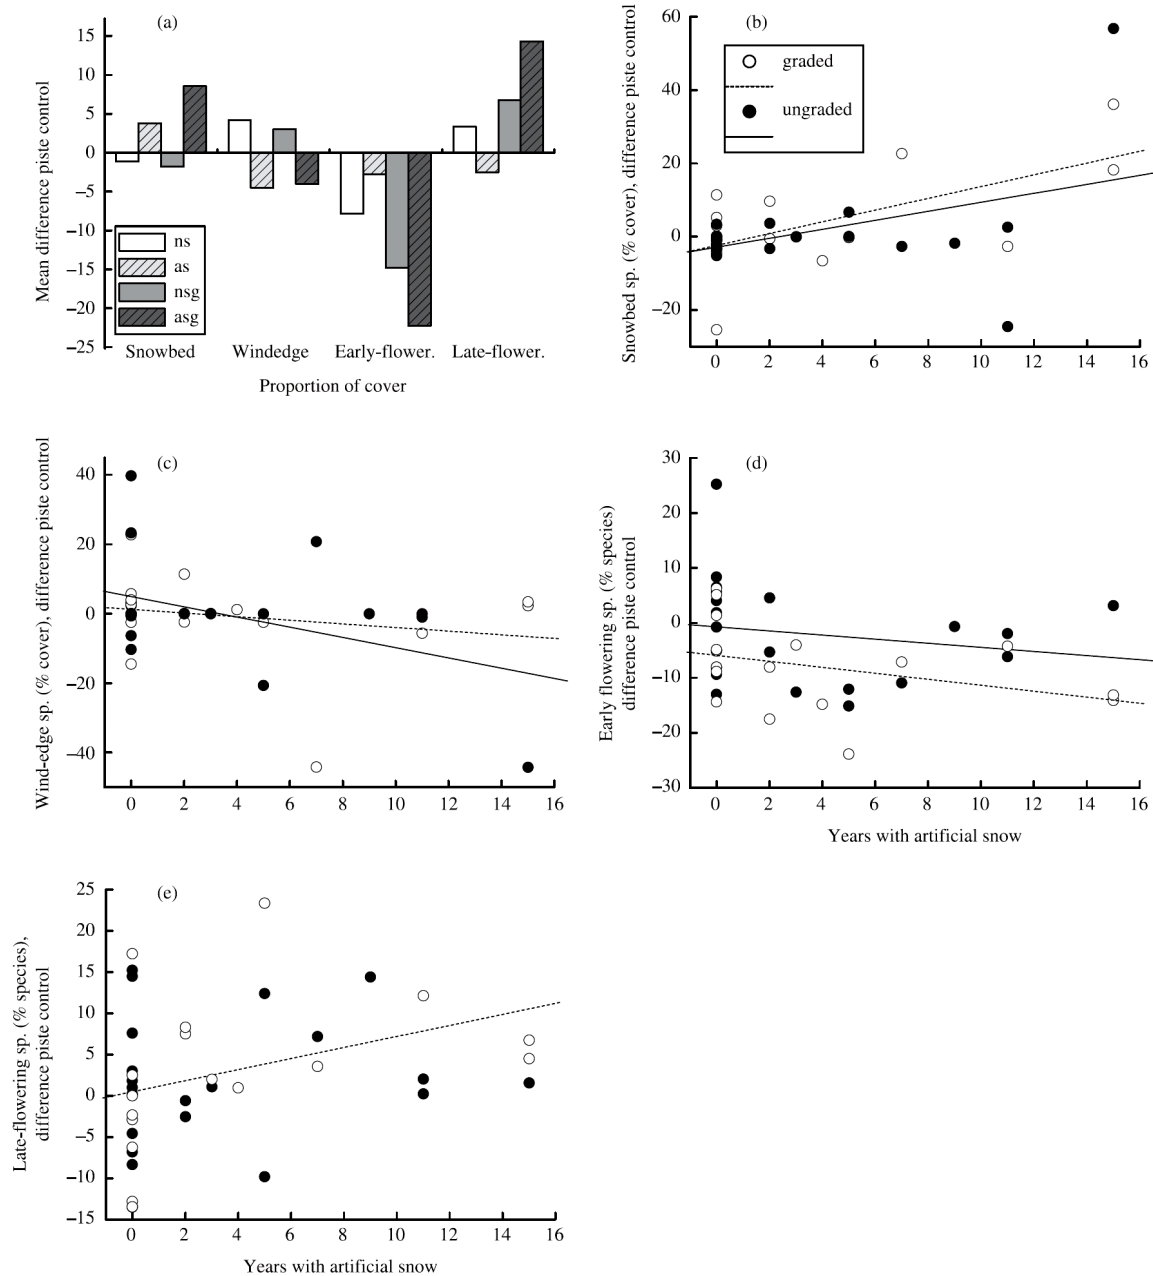 (a)
Mean difference piste control
15
10
5
0
−5
−10
−15
−20
−25
ns
as
nsg
asg
Snowbed Windedge Early-flower. Late-flower.
Proportion of cover
(b)
Snowbed sp. (% cover), difference piste control
60
40
20
0
−20
graded
ungraded
0 2 4 6 8 10 12 14 16
(c)
Wind-edge sp. (% cover), difference piste control
40
20
0
−20
−40
0 2 4 6 8 10 12 14 16
(d)
Early flowering sp. (% species)
difference piste control
30
20
10
0
−10
−20
−30
0 2 4 6 8 10 12 14 16
Years with artificial snow
(e)
Late-flowering sp. (% species),
difference piste control
25
20
15
10
5
0
−5
−10
−15
0 2 4 6 8 10 12 14 16
Years with artificial snow